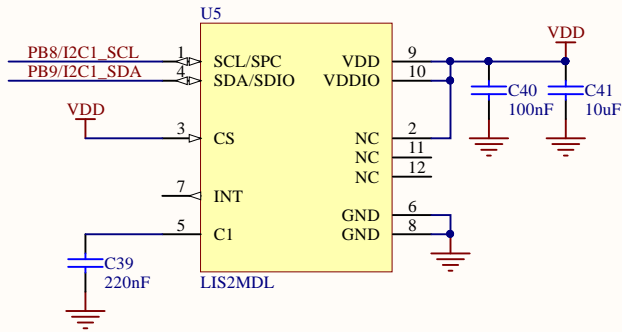 U5
PB8/I2C1_SCL 1 SCL/SPC VDD 9 VDD
PB9/I2C1_SDA 4 SDA/SDIO VDDIO 10
C40 C41
100nF 10uF
VDD
3 CS NC 2
NC 11
NC 12
7 INT
GND 6
5 C1 GND 8
C39
220nF
LIS2MDL